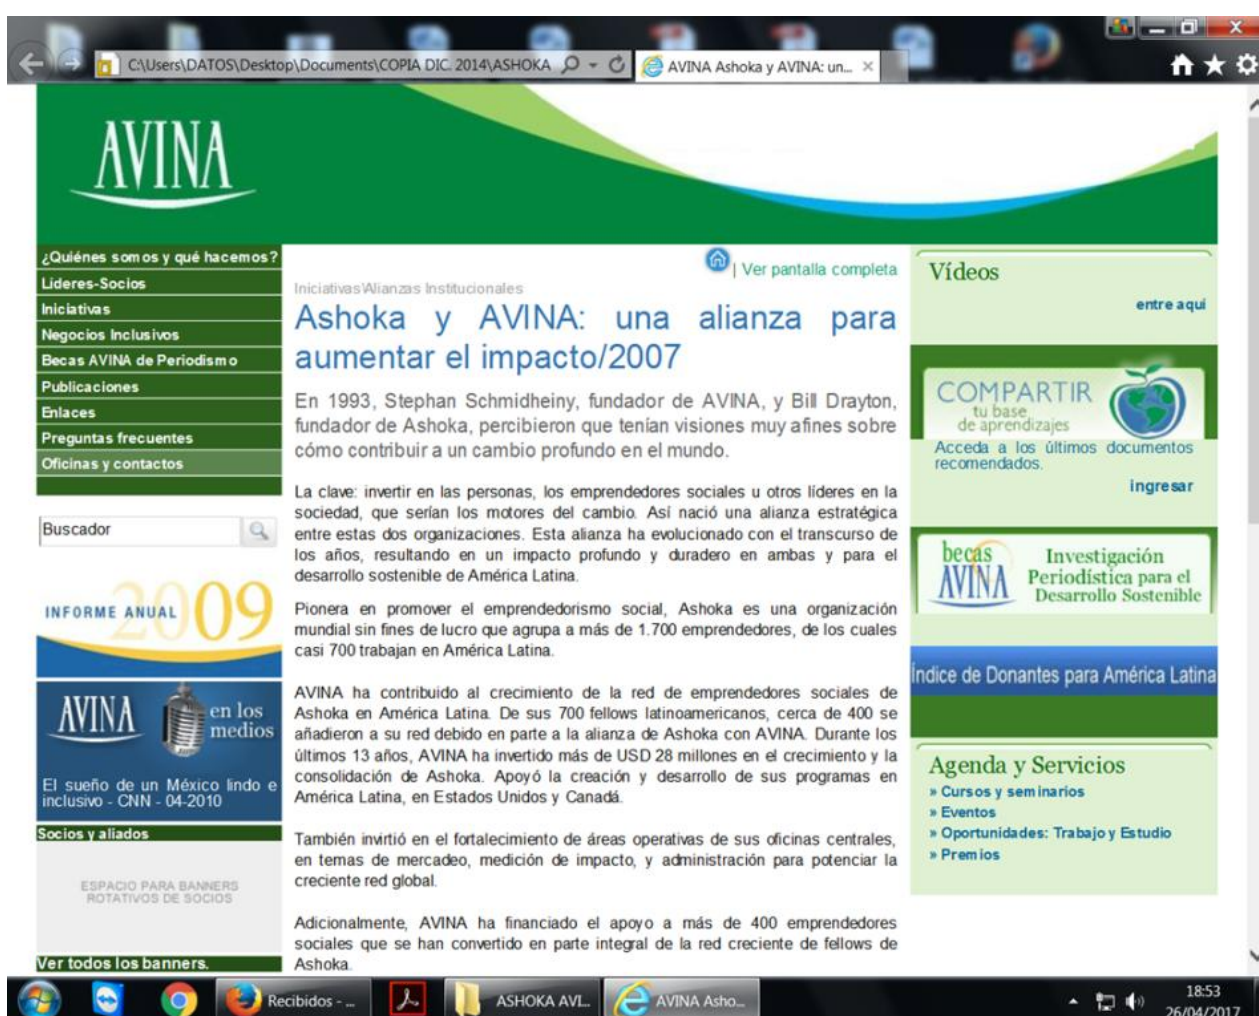 C:\Users\DATOS\Desktop\Documents\COPIA DIC. 2014\ASHOKA
AVINA Ashoka y AVINA: un...
AVINA
¿Quiénes somos y qué hacemos?
Líderes-Socios
Iniciativas
Negocios Inclusivos
Becas AVINA de Periodismo
Publicaciones
Enlaces
Preguntas frecuentes
Oficinas y contactos
Buscador
INFORME ANUAL 2009
AVINA en los
medios
El sueño de un México lindo e
inclusivo - CNN - 04-2010
Socios y aliados
ESPACIO PARA BANNERS
ROTATIVOS DE SOCIOS
Ver todos los banners.
| Ver pantalla completa
Iniciativas\Alianzas Institucionales
Ashoka y AVINA: una alianza para
aumentar el impacto/2007
En 1993, Stephan Schmidheiny, fundador de AVINA, y Bill Drayton,
fundador de Ashoka, percibieron que tenían visiones muy afines sobre
cómo contribuir a un cambio profundo en el mundo.
La clave: invertir en las personas, los emprendedores sociales u otros líderes en la
sociedad, que serían los motores del cambio. Así nació una alianza estratégica
entre estas dos organizaciones. Esta alianza ha evolucionado con el transcurso de
los años, resultando en un impacto profundo y duradero en ambas y para el
desarrollo sostenible de América Latina.
Pionera en promover el emprendedorismo social, Ashoka es una organización
mundial sin fines de lucro que agrupa a más de 1.700 emprendedores, de los cuales
casi 700 trabajan en América Latina.
AVINA ha contribuido al crecimiento de la red de emprendedores sociales de
Ashoka en América Latina. De sus 700 fellows latinoamericanos, cerca de 400 se
añadieron a su red debido en parte a la alianza de Ashoka con AVINA. Durante los
últimos 13 años, AVINA ha invertido más de USD 28 millones en el crecimiento y la
consolidación de Ashoka. Apoyó la creación y desarrollo de sus programas en
América Latina, en Estados Unidos y Canadá.
También invirtió en el fortalecimiento de áreas operativas de sus oficinas centrales,
en temas de mercadeo, medición de impacto, y administración para potenciar la
creciente red global.
Adicionalmente, AVINA ha financiado el apoyo a más de 400 emprendedores
sociales que se han convertido en parte integral de la red creciente de fellows de
Ashoka.
Vídeos
entre aquí
COMPARTIR
tu base
de aprendizajes
Acceda a los últimos documentos
recomendados.
ingresar
becas
AVINA
Investigación
Periodística para el
Desarrollo Sostenible
Índice de Donantes para América Latina
Agenda y Servicios
» Cursos y seminarios
» Eventos
» Oportunidades: Trabajo y Estudio
» Premios
Recibidos - ...
ASHOKA AVI...
AVINA Asho...
18:53
26/04/2017